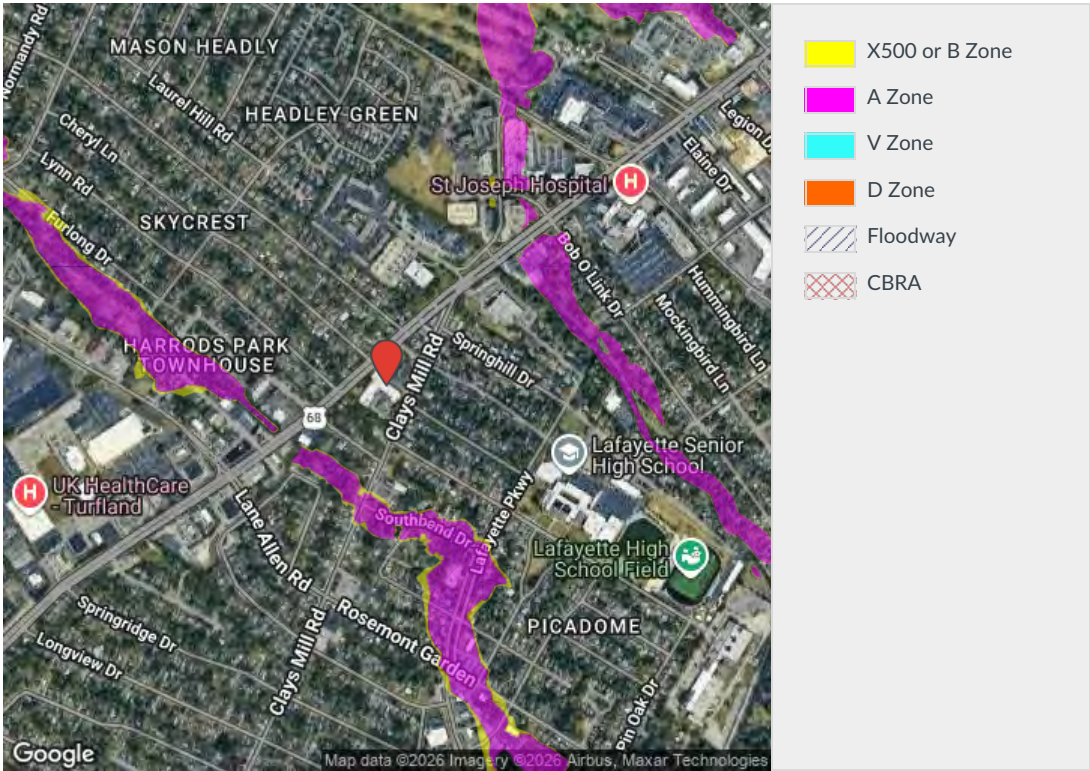 Normandy Rd
MASON HEADLY
Laurel Hill Rd
HEADLEY GREEN
Cheryl Ln
Lynn Rd
Legion D
Elaine Dr
St Joseph Hospital
H
SKYCREST
Furlong Dr
Bob O Link Dr
Hummingbird Ln
Mockingbird Ln
HARRODS PARK
TOWNHOUSE
Springhill Dr
Clays Mill Rd
68
Lafayette Senior
High School
H
UK HealthCare
- Turfland
Lane Allen Rd
Southbend Dr
Lafayette Pkwy
Lafayette High
School Field
Rosemont Garden
PICADOME
Springridge Dr
Longview Dr
Clays Mill Rd
Pin Oak Dr
Google
Map data ©2026 Imagery ©2026 Airbus, Maxar Technologies
X500 or B Zone
A Zone
V Zone
D Zone
Floodway
CBRA